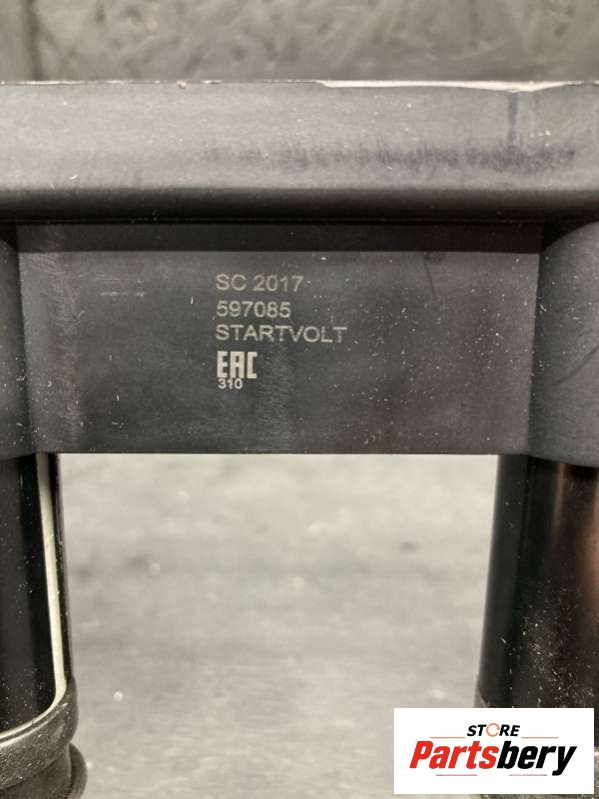 SC 2017
597085
STARTVOLT
EAC
310
STORE
Partsbery